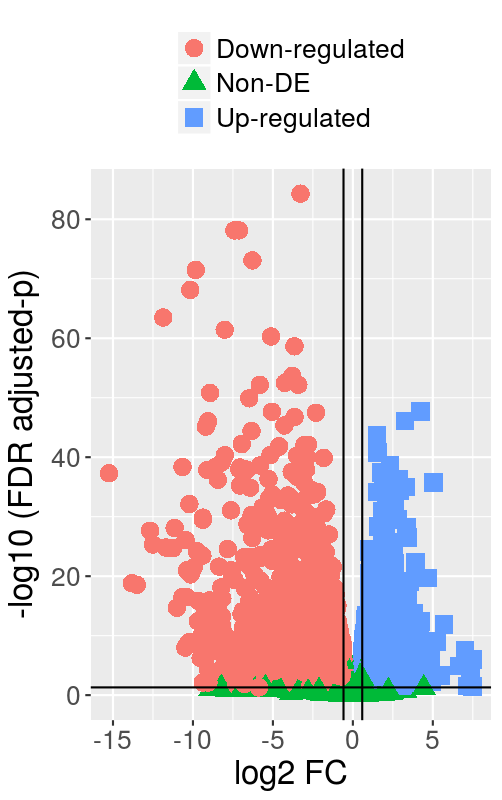 Down-regulated
Non-DE
Up-regulated
-log10 (FDR adjusted-p)
80
60
40
20
0
-15 -10 -5 0 5
log2 FC